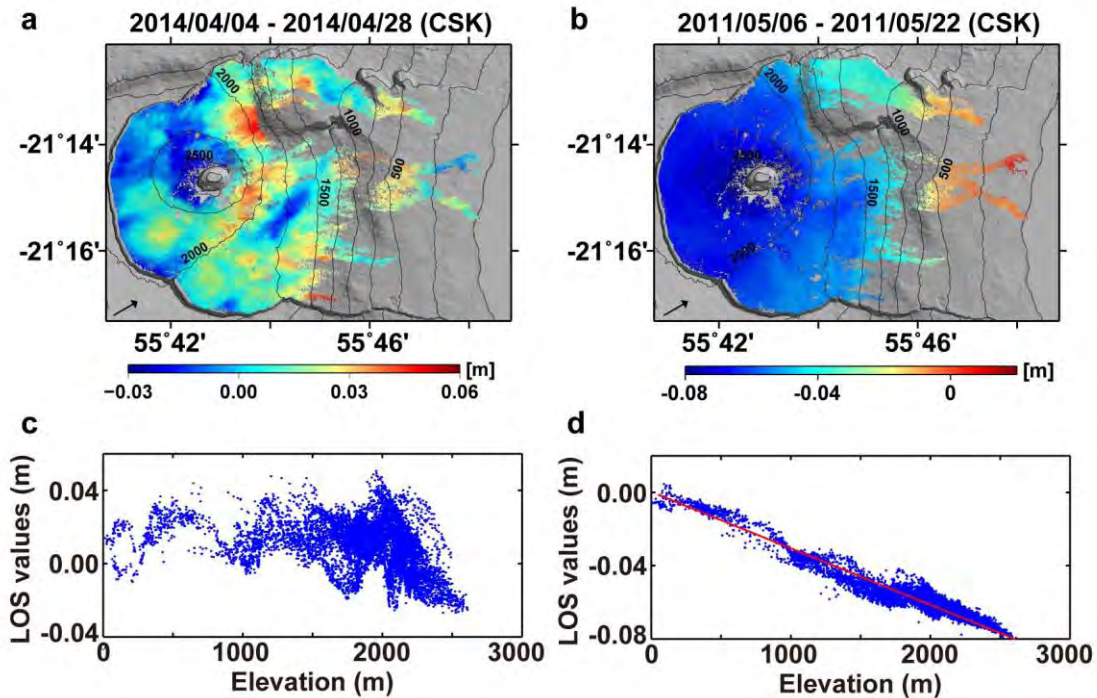 a 2014/04/04 - 2014/04/28 (CSK)
b 2011/05/06 - 2011/05/22 (CSK)
-21°14'
-21°16'
55°42' 55°46'
2000
1000
2500
500
1500
2000
-21°14'
-21°16'
55°42' 55°46'
2000
1000
2500
500
1500
2000
[m]
−0.03 0.00 0.03 0.06
[m]
-0.08 -0.04 0
c
LOS values (m)
0.04
0.00
-0.04
0 1000 2000 3000
Elevation (m)
d
LOS values (m)
0.00
-0.04
-0.08
0 1000 2000 3000
Elevation (m)